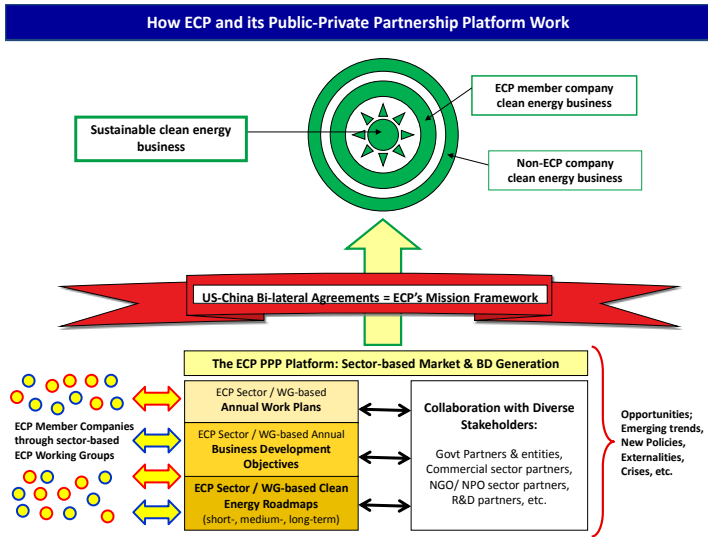 How ECP and its Public-Private Partnership Platform Work
ECP member company
clean energy business
Sustainable clean energy
business
Non-ECP company
clean energy business
US-China Bi-lateral Agreements = ECP's Mission Framework
The ECP PPP Platform: Sector-based Market & BD Generation
ECP Member Companies
through sector-based
ECP Working Groups
ECP Sector / WG-based
Annual Work Plans
ECP Sector / WG-based Annual
Business Development
Objectives
ECP Sector / WG-based Clean
Energy Roadmaps
(short-, medium-, long-term)
Collaboration with Diverse
Stakeholders:
Govt Partners & entities,
Commercial sector partners,
NGO/ NPO sector partners,
R&D partners, etc.
Opportunities;
Emerging trends,
New Policies,
Externalities,
Crises, etc.